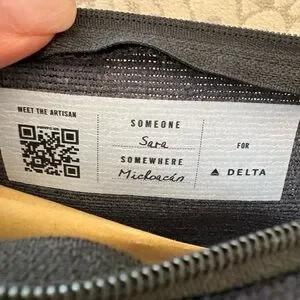 MEET THE ARTISAN
SOMEONE
Sara
SOMEWHERE
Michoacán
FOR
DELTA